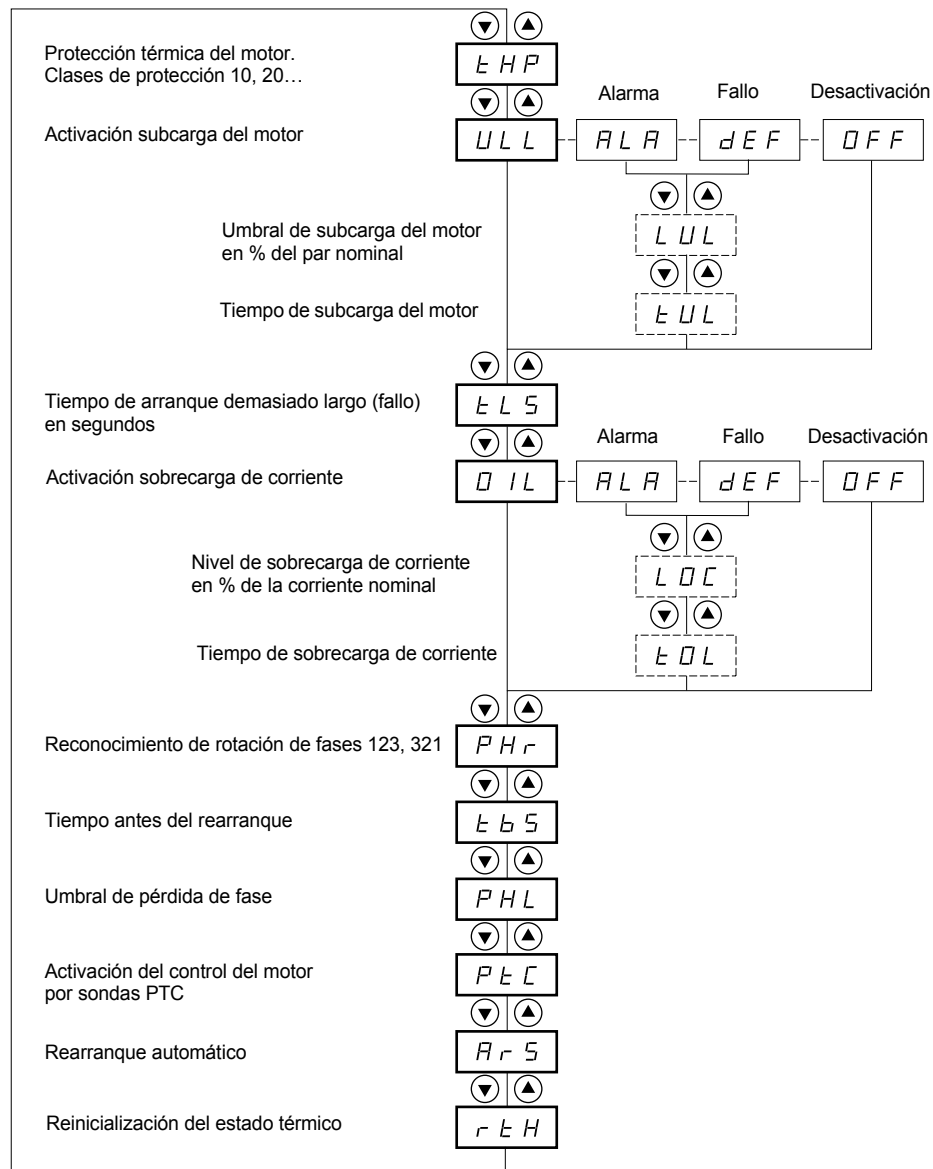 Protección térmica del motor.
Clases de protección 10, 20…
tHP
Alarma Fallo Desactivación
Activación subcarga del motor
ULL ALA dEF OFF
Umbral de subcarga del motor
en % del par nominal
LUL
Tiempo de subcarga del motor
tUL
Tiempo de arranque demasiado largo (fallo)
en segundos
tLS
Alarma Fallo Desactivación
Activación sobrecarga de corriente
OIL ALA dEF OFF
Nivel de sobrecarga de corriente
en % de la corriente nominal
LOC
Tiempo de sobrecarga de corriente
tOL
Reconocimiento de rotación de fases 123, 321
PHr
Tiempo antes del rearranque
tbS
Umbral de pérdida de fase
PHL
Activación del control del motor
por sondas PTC
PtC
Rearranque automático
ArS
Reinicialización del estado térmico
rtH